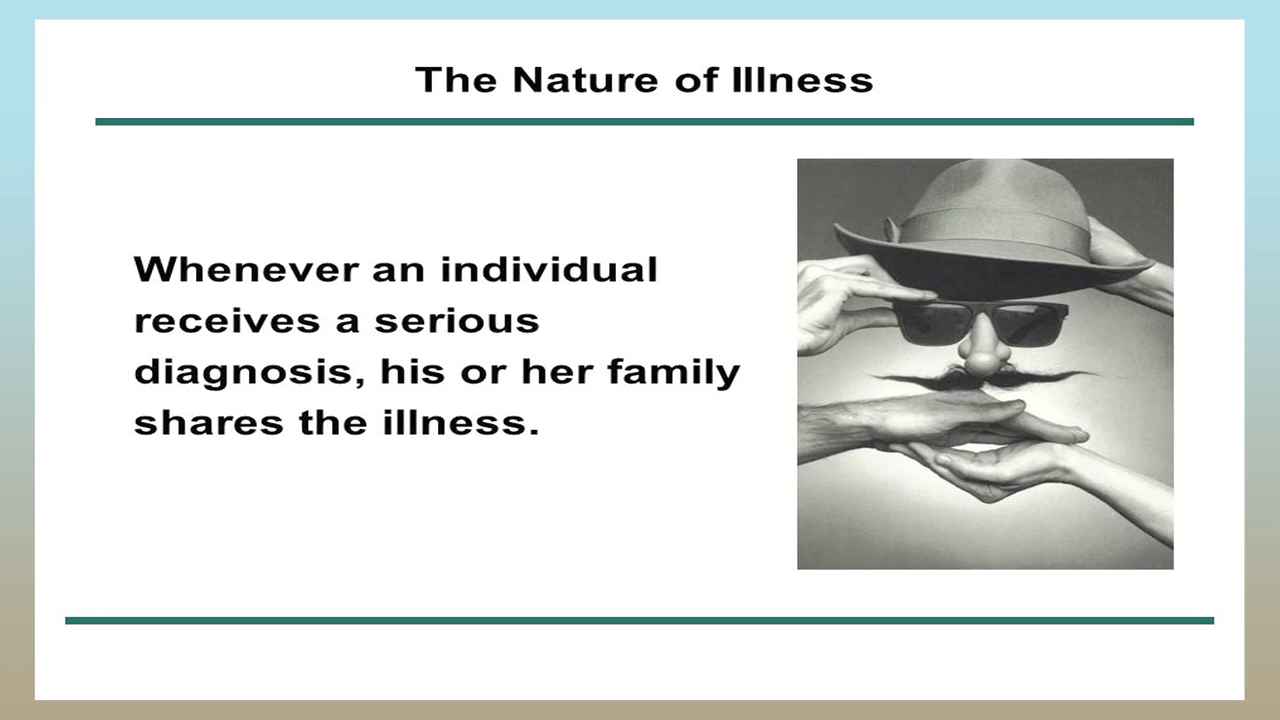 The Nature of Illness
Whenever an individual
receives a serious
diagnosis, his or her family
shares the illness.